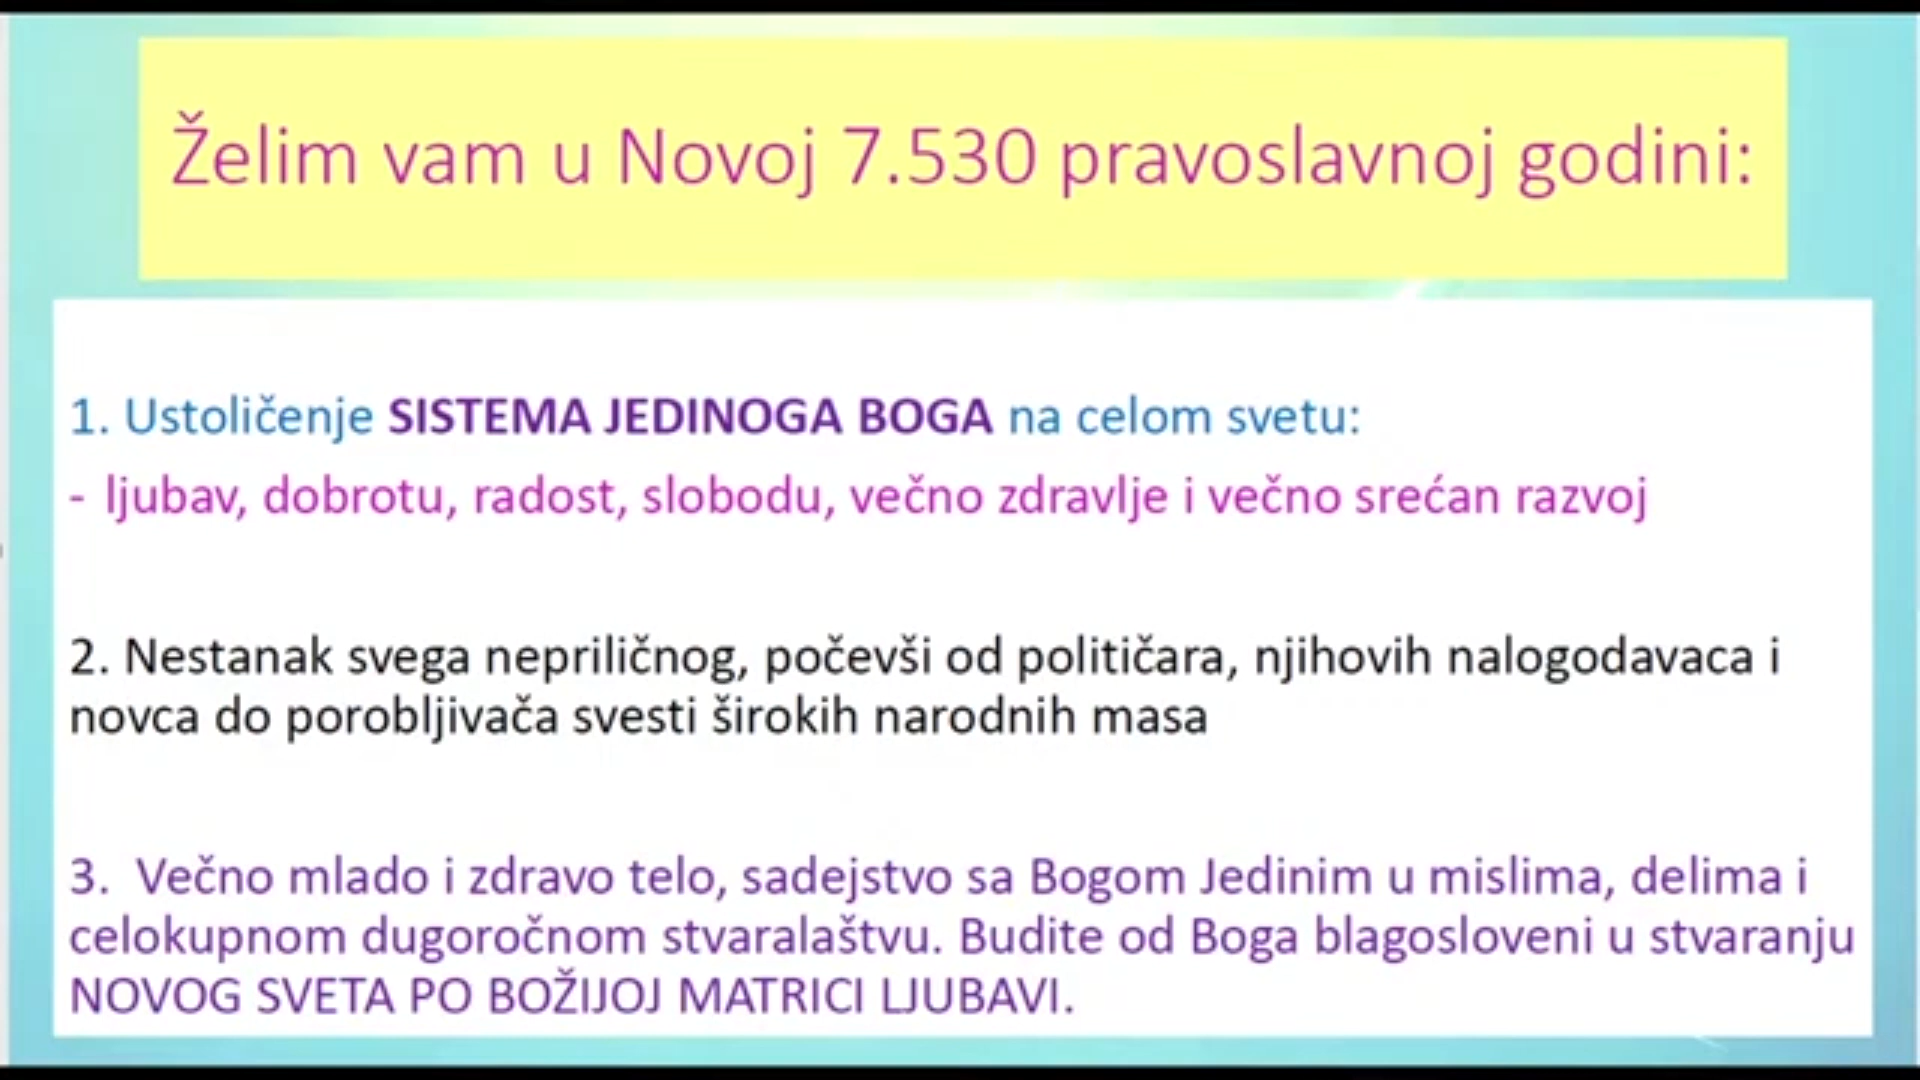 Želim vam u Novoj 7.530 pravoslavnoj godini:
1. Ustoličenje SISTEMA JEDINOGA BOGA na celom svetu:
- ljubav, dobrotu, radost, slobodu, večno zdravlje i večno srećan razvoj
2. Nestanak svega nepriličnog, počevši od političara, njihovih nalogodavaca i
novca do porobljivača svesti širokih narodnih masa
3. Večno mlado i zdravo telo, sadejstvo sa Bogom Jedinim u mislima, delima i
celokupnom dugoročnom stvaralaštvu. Budite od Boga blagosloveni u stvaranju
NOVOG SVETA PO BOŽIJOJ MATRICI LJUBAVI.